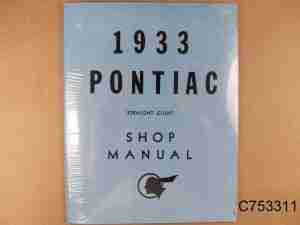 1933
PONTIAC
STRAIGHT EIGHT
SHOP
MANUAL
C753311